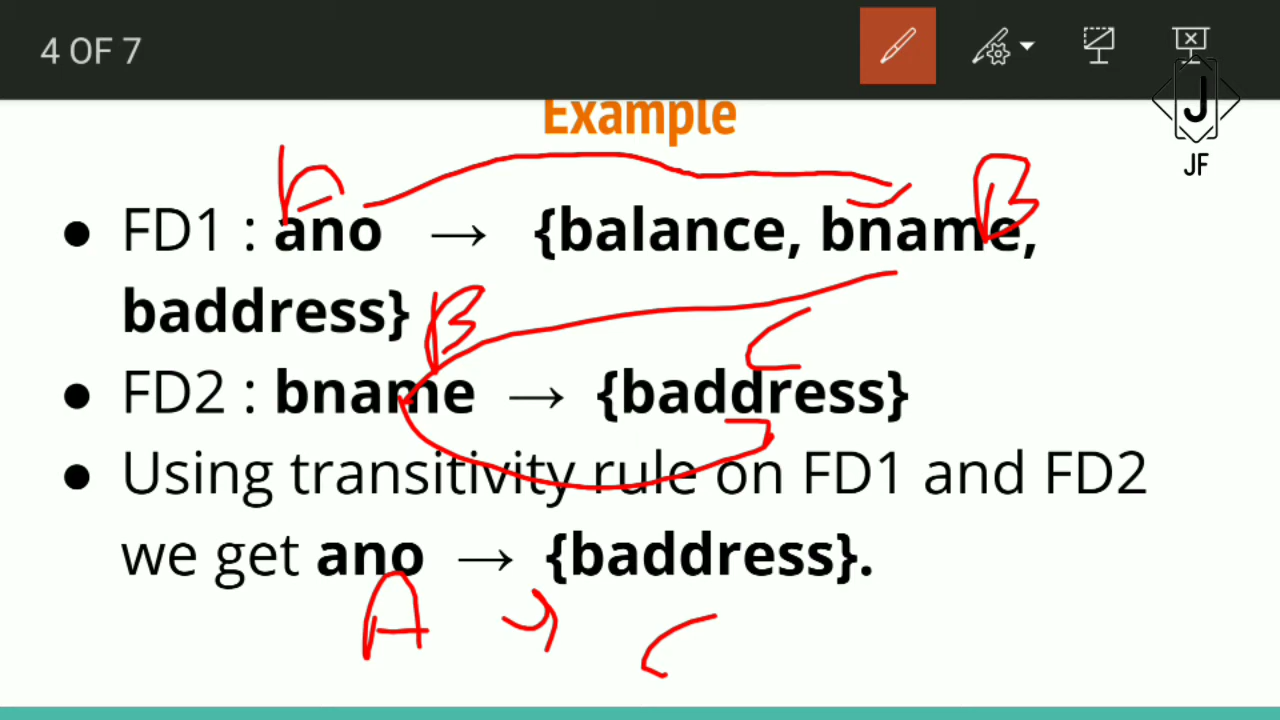 4 OF 7
J
JF
Example
A B
● FD1 : ano → {balance, bname,
baddress}
B C
● FD2 : bname → {baddress}
● Using transitivity rule on FD1 and FD2
we get ano → {baddress}.
A → C